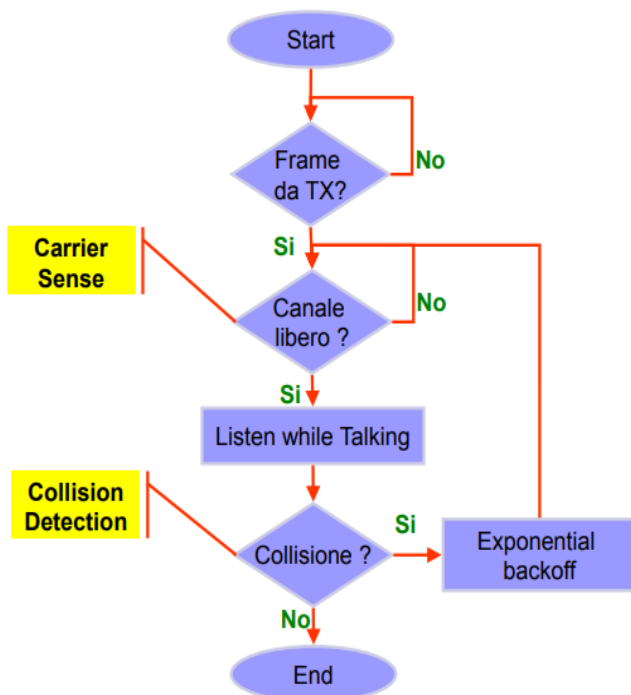 Start
Frame
da TX?
No
Si
Carrier
Sense
Canale
libero ?
No
Si
Listen while Talking
Collision
Detection
Collisione ?
Si
Exponential
backoff
No
End